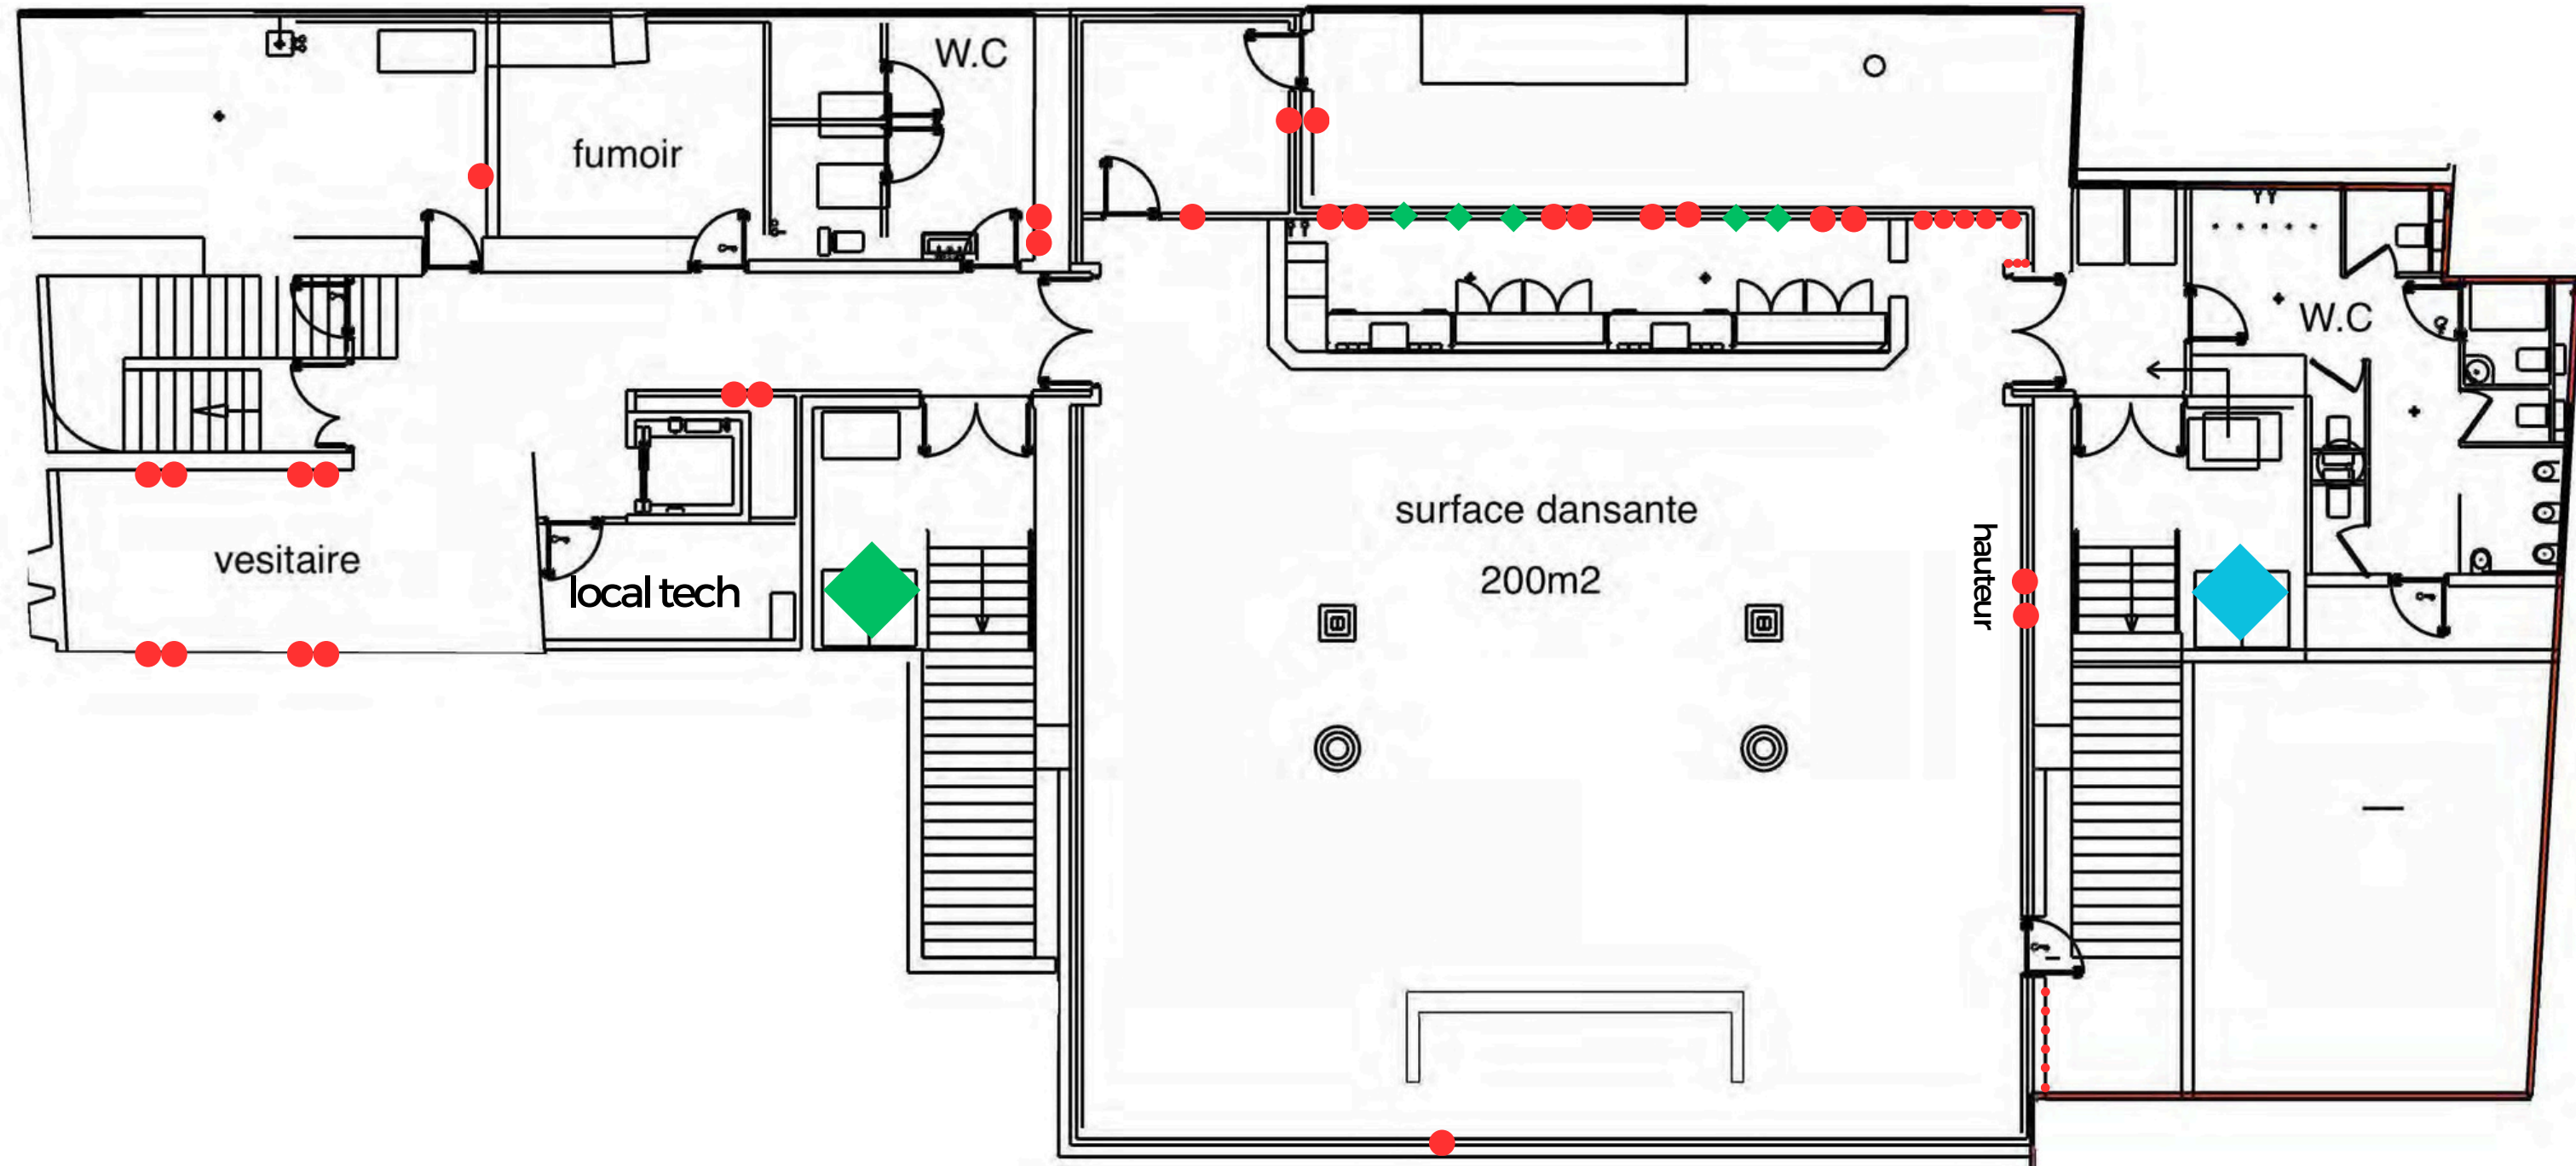 W.C
fumoir
W.C
surface dansante
200m2
hauteur
vesitaire
local tech